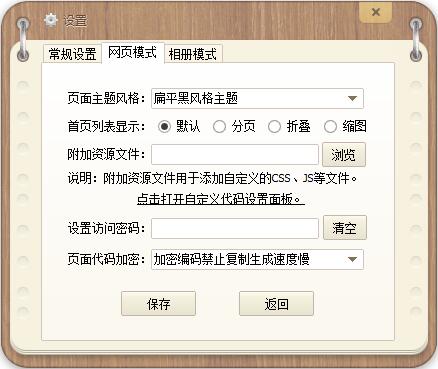 设置
常规设置 网页模式 相册模式
页面主题风格: 扁平黑风格主题
首页列表显示: 默认 分页 折叠 缩图
附加资源文件: 浏览
说明: 附加资源文件用于添加自定义的CSS、JS等文件。
点击打开自定义代码设置面板。
设置访问密码: 清空
页面代码加密: 加密编码禁止复制生成速度慢
保存 返回